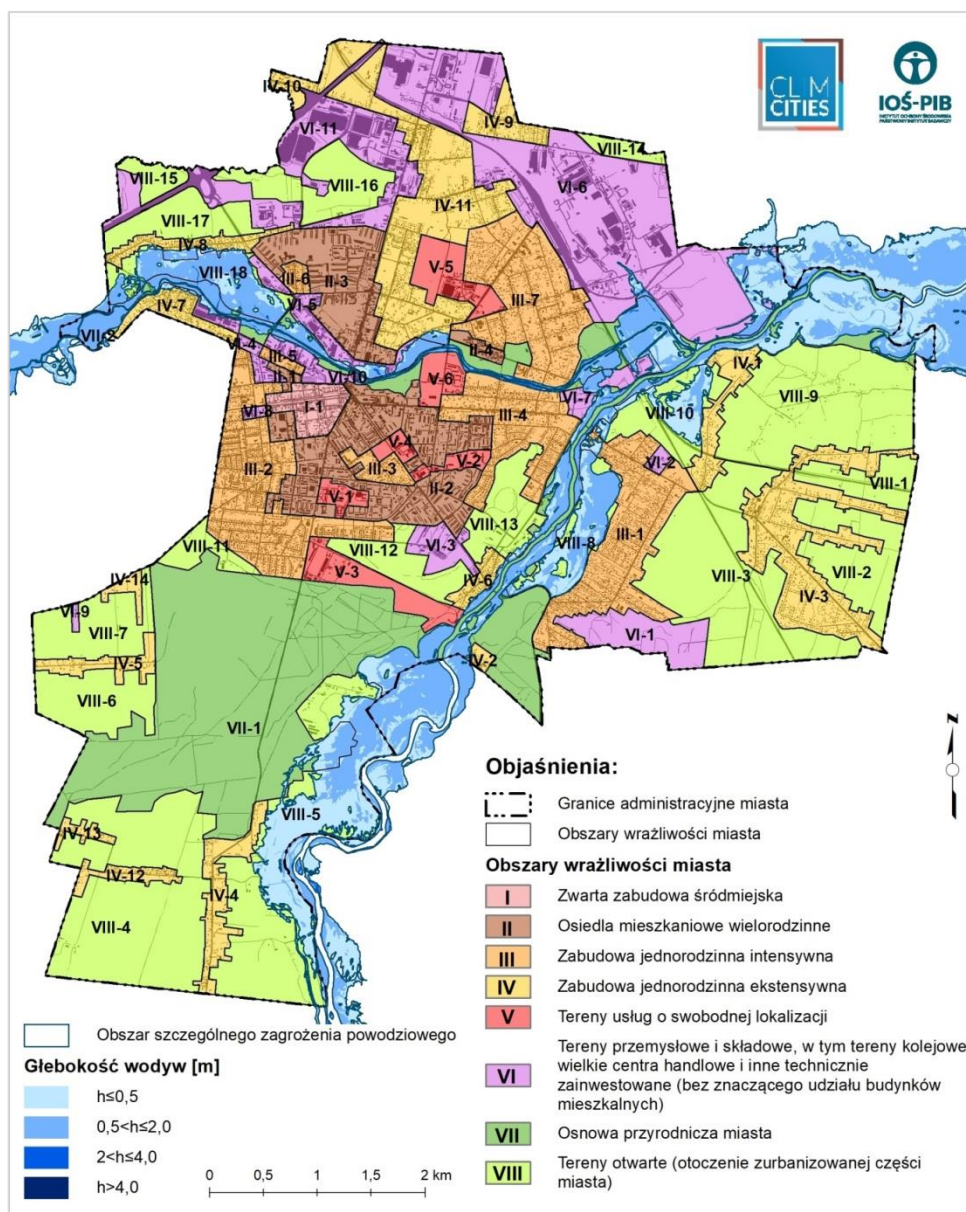 CLIM
CITIES
IOŚ-PIB
INSTYTUT OCHRONY ŚRODOWISKA
PAŃSTWOWY INSTYTUT BADAWCZY
IV-10
VI-11
IV-9
VIII-14
VIII-15
VIII-16
VI-6
VIII-17
IV-11
IV-8
V-5
VIII-18
III-6
II-3
III-7
IV-7
VI-5
VII-2
VI-4
III-5
II-4
II-1
VI-10
V-6
IV-1
VIII-9
VI-8
I-1
VI-7
VIII-10
III-4
V-4
III-2
III-3
V-2
VI-2
VIII-1
II-2
V-1
VIII-13
III-1
VIII-11
VIII-12
VI-3
VIII-8
V-3
VIII-3
VIII-2
IV-14
IV-6
IV-3
VI-9
VIII-7
VI-1
IV-5
IV-2
VIII-6
VII-1
VIII-5
IV-13
IV-12
IV-4
VIII-4
N
Objaśnienia:
Granice administracyjne miasta
Obszary wrażliwości miasta
Obszary wrażliwości miasta
I Zwarta zabudowa śródmiejska
II Osiedla mieszkaniowe wielorodzinne
III Zabudowa jednorodzinna intensywna
IV Zabudowa jednorodzinna ekstensywna
V Tereny usług o swobodnej lokalizacji
VI Tereny przemysłowe i składowe, w tym tereny kolejowe
wielkie centra handlowe i inne technicznie
zainwestowane (bez znaczącego udziału budynków
mieszkalnych)
VII Osnowa przyrodnicza miasta
VIII Tereny otwarte (otoczenie zurbanizowanej części
miasta)
Obszar szczególnego zagrożenia powodziowego
Głebokość wodyw [m]
h≤0,5
0,5<h≤2,0
2<h≤4,0
h>4,0
0 0,5 1 2 km